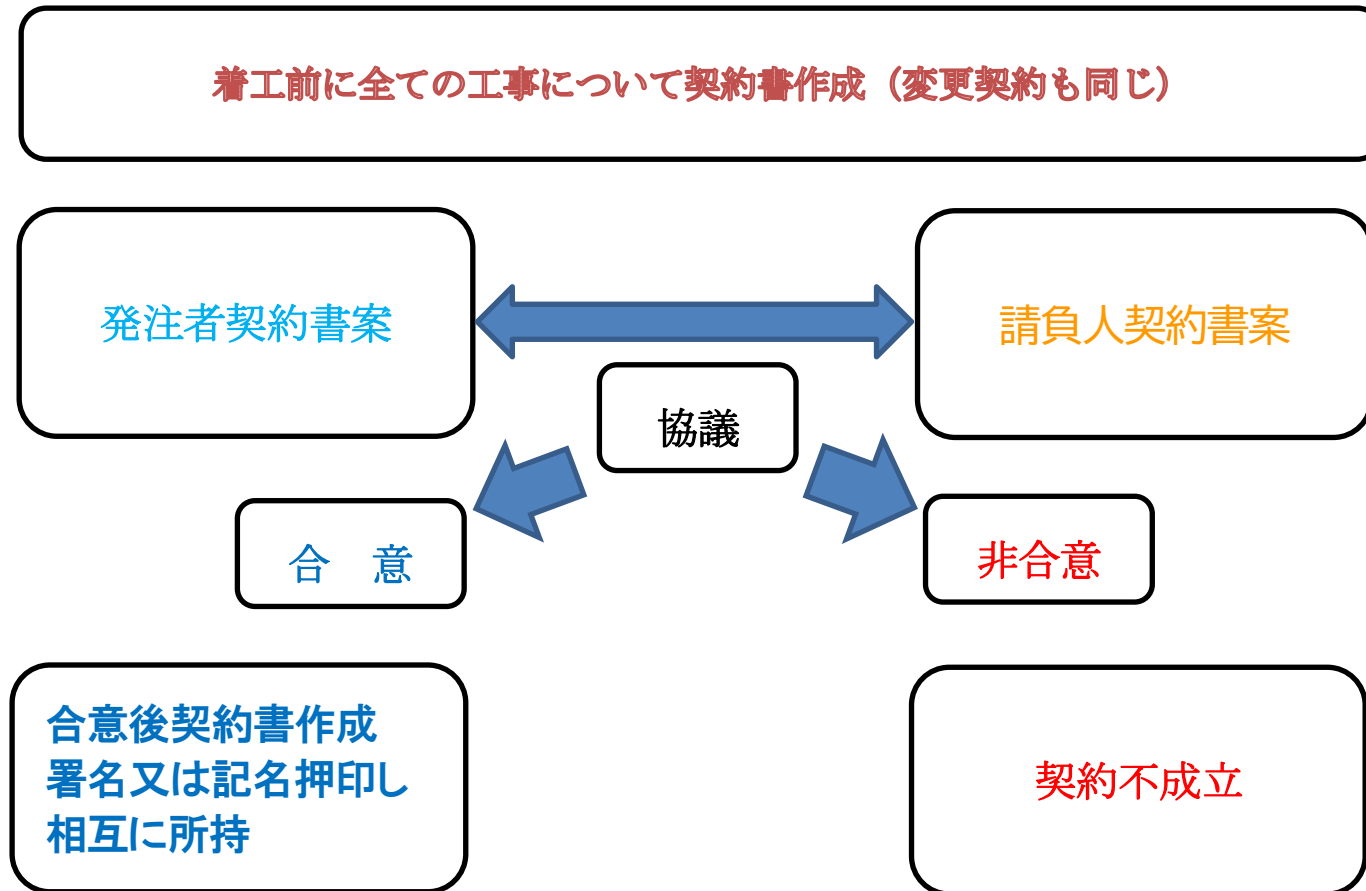 着工前に全ての工事について契約書作成（変更契約も同じ）
発注者契約書案
請負人契約書案
協議
合　意
非合意
合意後契約書作成
署名又は記名押印し
相互に所持
契約不成立